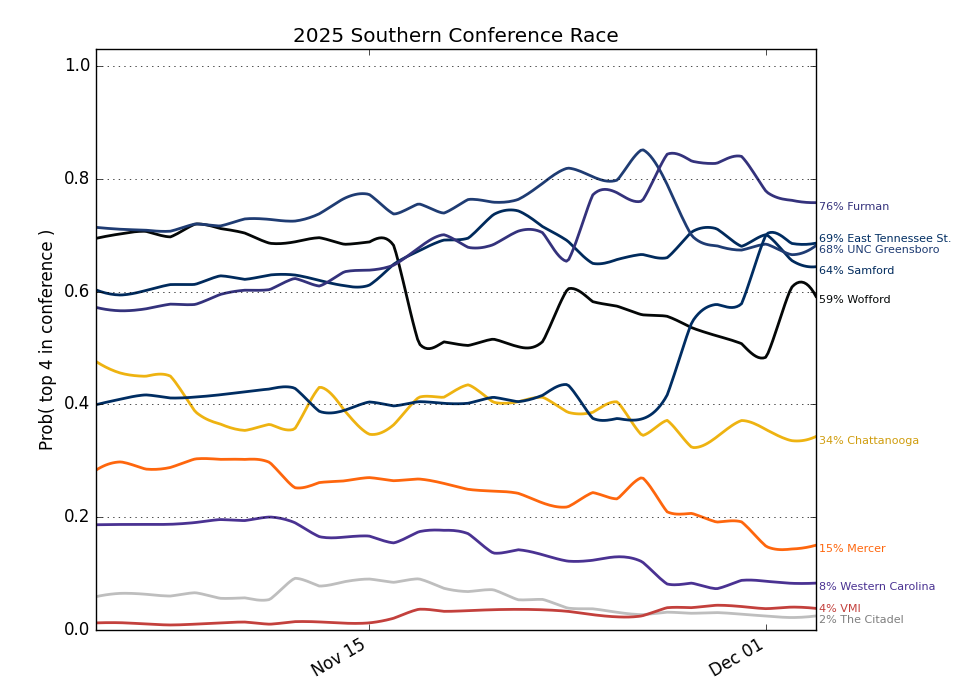 2025 Southern Conference Race
Prob( top 4 in conference )
1.0
0.8
0.6
0.4
0.2
0.0
Nov 15
Dec 01
76% Furman
69% East Tennessee St.
68% UNC Greensboro
64% Samford
59% Wofford
34% Chattanooga
15% Mercer
8% Western Carolina
4% VMI
2% The Citadel